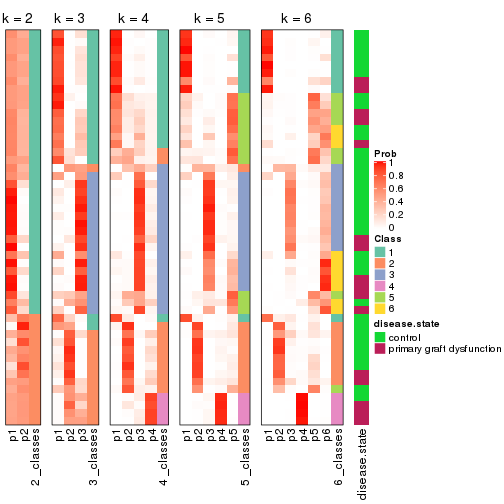 k = 2 k = 3 k = 4 k = 5 k = 6
Prob
1
0.8
0.6
0.4
0.2
0
Class
1
2
3
4
5
6
disease.state
control
primary graft dysfunction
p1 p2 2_classes p1 p2 p3 3_classes p1 p2 p3 p4 4_classes p1 p2 p3 p4 p5 5_classes p1 p2 p3 p4 p5 p6 6_classes disease.state